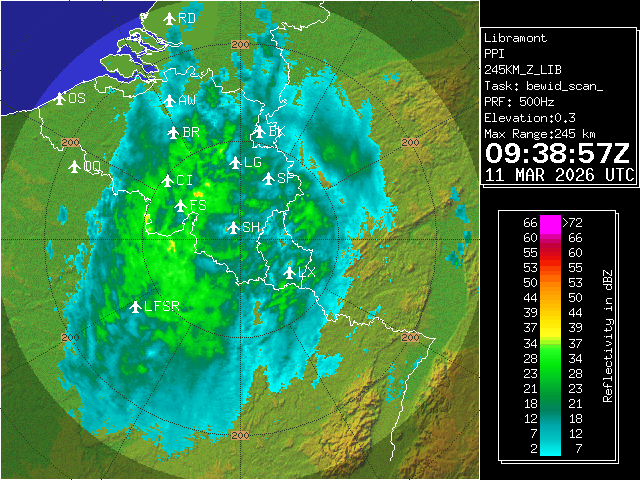 RD
200
OS
AW
BR
BK
200
LG
OQ
CI
SP
200
FS
SH
LX
LFSR
200
200
200
Libramont
PPI
245KM_Z_LIB
Task: bewid_scan_
PRF: 500Hz
Elevation:0.3
Max Range:245 km
09:38:57Z
11 MAR 2026 UTC
66 >72
60 66
55 60
53 55
50 53
44 50
39 44
37 39
34 37
28 34
23 28
21 23
18 21
12 18
7 12
2 7
Reflectivity in dBZ